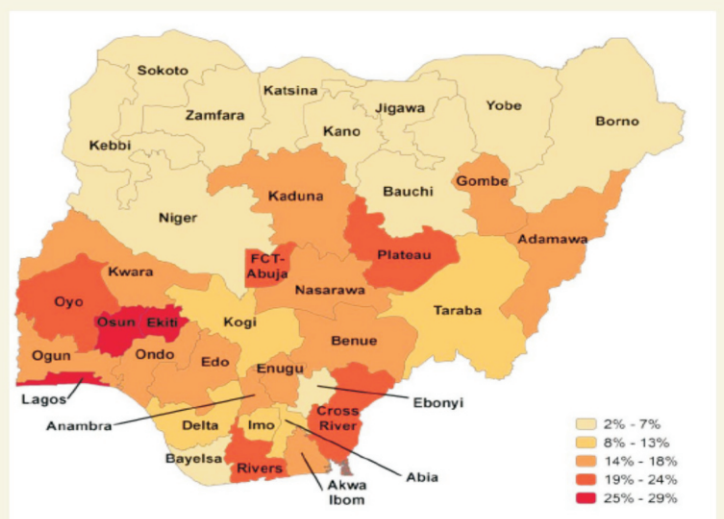 Sokoto
Katsina
Jigawa
Yobe
Borno
Zamfara
Kano
Kebbi
Bauchi
Gombe
Kaduna
Niger
Adamawa
FCT-
Abuja
Plateau
Kwara
Nasarawa
Oyo
Taraba
Osun Ekiti
Kogi
Benue
Ogun
Ondo
Edo
Enugu
Lagos
Ebonyi
Anambra
Cross
River
Delta
Imo
Bayelsa
Rivers
Abia
Akwa
Ibom
2% - 7%
8% - 13%
14% - 18%
19% - 24%
25% - 29%